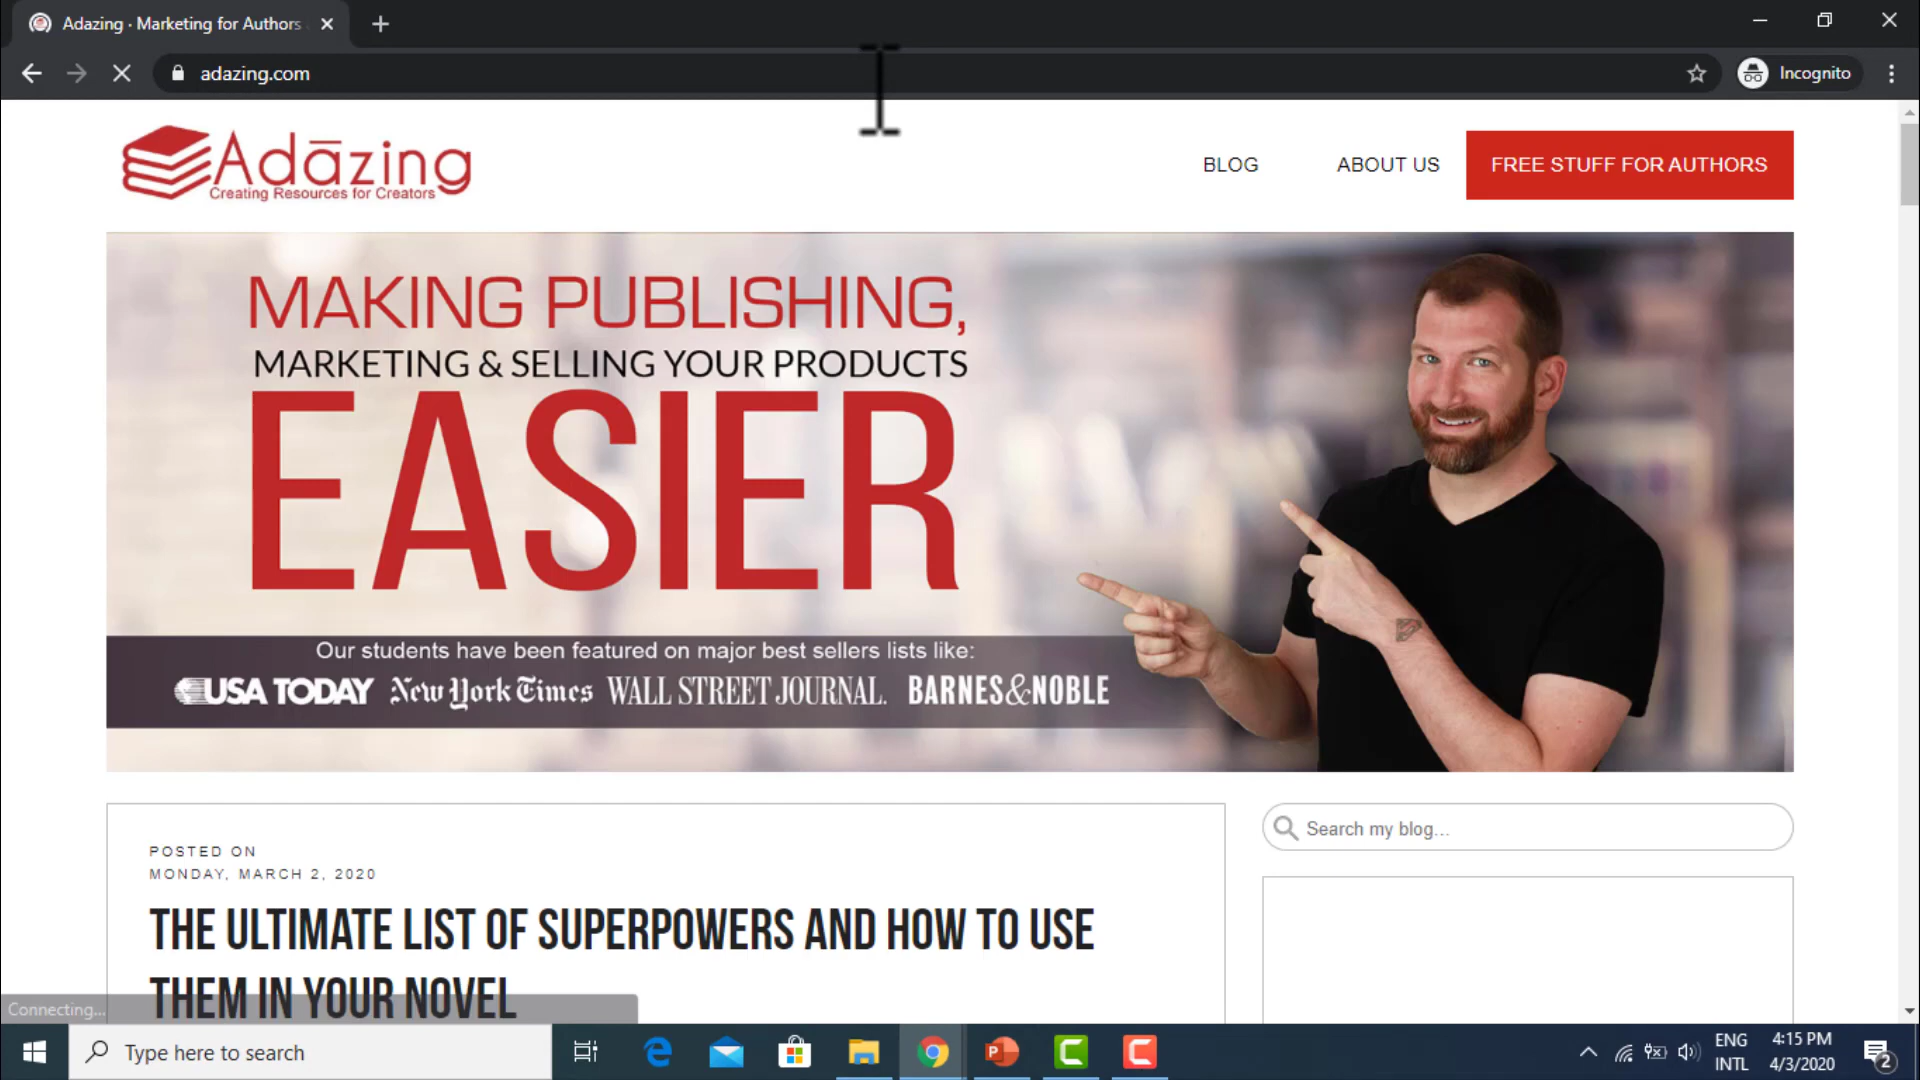 Adazing · Marketing for Authors
adazing.com
Incognito
Adāzing
Creating Resources for Creators
BLOG
ABOUT US
FREE STUFF FOR AUTHORS
MAKING PUBLISHING,
MARKETING & SELLING YOUR PRODUCTS
EASIER
Our students have been featured on major best sellers lists like:
USA TODAY New York Times WALL STREET JOURNAL. BARNES&NOBLE
POSTED ON
MONDAY, MARCH 2, 2020
THE ULTIMATE LIST OF SUPERPOWERS AND HOW TO USE
THEM IN YOUR NOVEL
Search my blog...
Connecting...
Type here to search
ENG
INTL
4:15 PM
4/3/2020
2